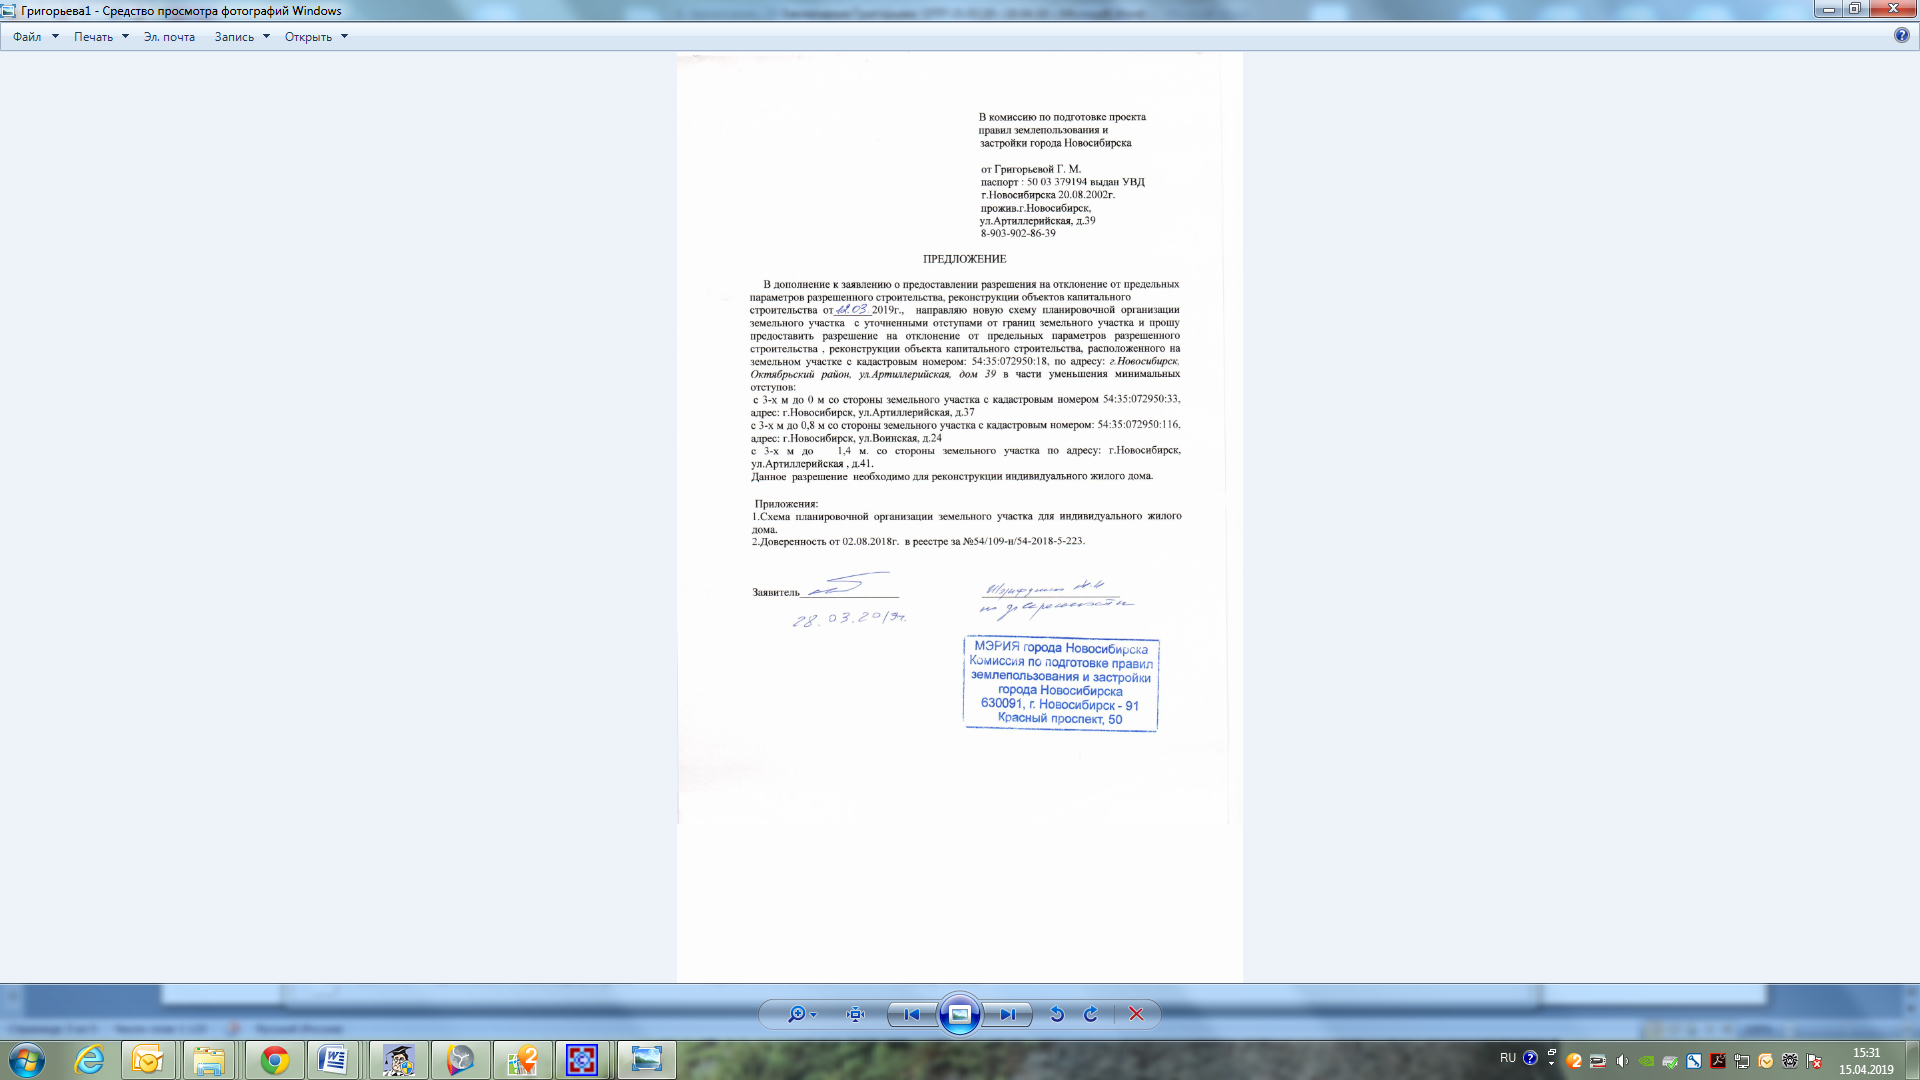 Григорьева1 - Средство просмотра фотографий Windows
Файл Печать Эл. почта Запись Открыть
В комиссию по подготовке проекта
правил землепользования и
застройки города Новосибирска
от Григорьевой Г. М.
паспорт : 50 03 379194 выдан УВД
г.Новосибирска 20.08.2002г.
прожив.г.Новосибирск,
ул.Артиллерийская, д.39
8-903-902-86-39
ПРЕДЛОЖЕНИЕ
В дополнение к заявлению о предоставлении разрешения на отклонение от предельных
параметров разрешенного строительства, реконструкции объектов капитального
строительства от 12.03. 2019г., направляю новую схему планировочной организации
земельного участка с уточненными отступами от границ земельного участка и прошу
предоставить разрешение на отклонение от предельных параметров разрешенного
строительства , реконструкции объекта капитального строительства, расположенного на
земельном участке с кадастровым номером: 54:35:072950:18, по адресу: г.Новосибирск,
Октябрьский район, ул.Артиллерийская, дом 39 в части уменьшения минимальных
отступов:
с 3-х м до 0 м со стороны земельного участка с кадастровым номером 54:35:072950:33,
адрес: г.Новосибирск, ул.Артиллерийская, д.37
с 3-х м до 0,8 м со стороны земельного участка с кадастровым номером: 54:35:072950:116,
адрес: г.Новосибирск, ул.Воинская, д.24
с 3-х м до 1,4 м. со стороны земельного участка по адресу: г.Новосибирск,
ул.Артиллерийская , д.41.
Данное разрешение необходимо для реконструкции индивидуального жилого дома.
Приложения:
1.Схема планировочной организации земельного участка для индивидуального жилого
дома.
2.Доверенность от 02.08.2018г. в реестре за №54/109-н/54-2018-5-223.
Заявитель
по доверенности
28.03.2019г.
МЭРИЯ города Новосибирска
Комиссия по подготовке правил
землепользования и застройки
города Новосибирска
630091, г. Новосибирск - 91
Красный проспект, 50
RU
15:31
15.04.2019